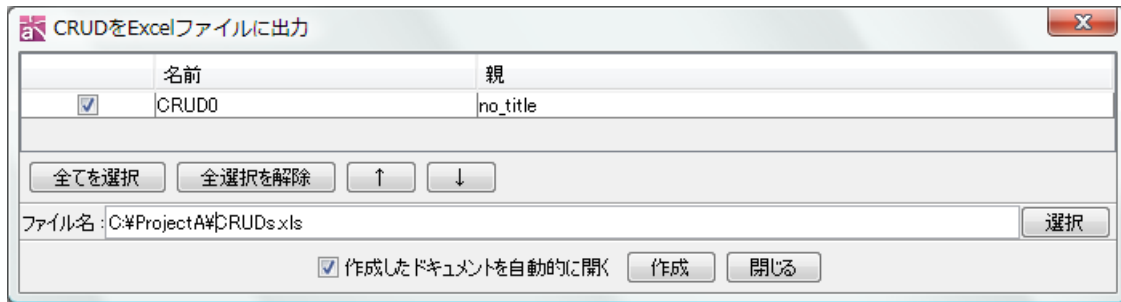 CRUDをExcelファイルに出力
名前 親
CRUD0 no_title
全てを選択 全選択を解除 ↑ ↓
ファイル名: C:¥ProjectA¥CRUDs.xls 選択
作成したドキュメントを自動的に開く 作成 閉じる